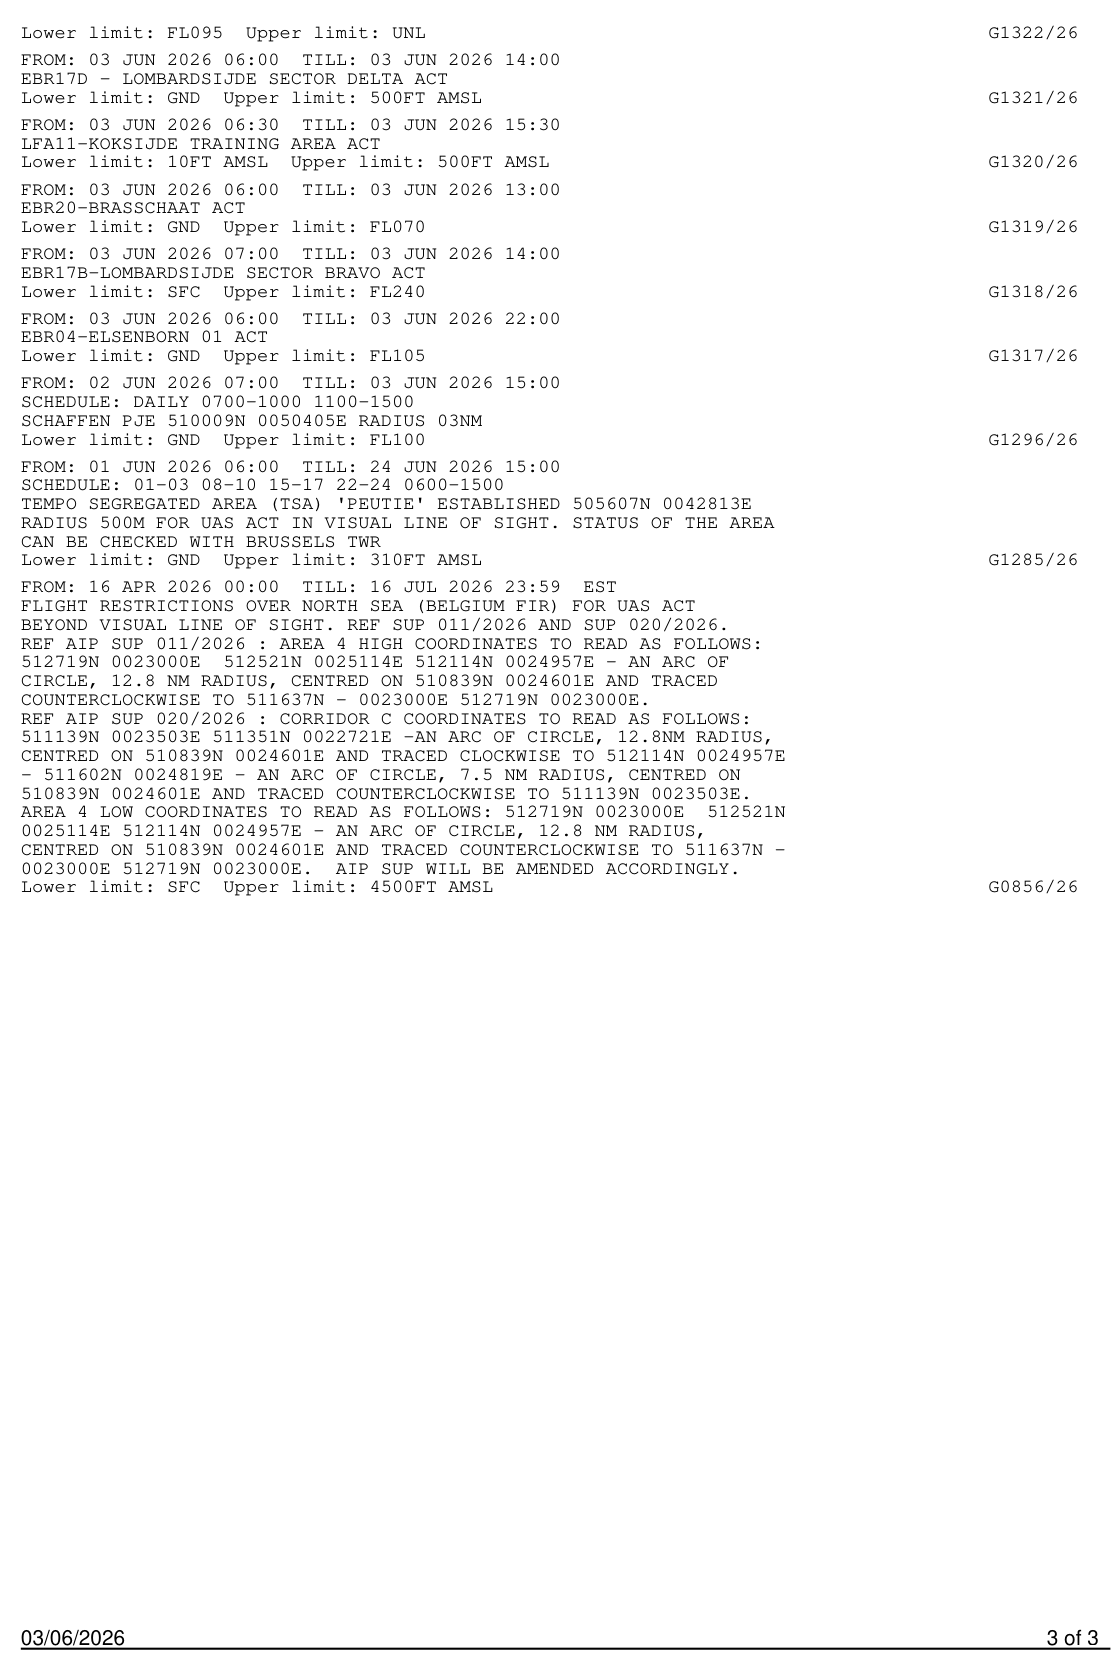 Lower limit: FL095  Upper limit: UNL G1322/26
FROM: 03 JUN 2026 06:00  TILL: 03 JUN 2026 14:00
EBR17D - LOMBARDSIJDE SECTOR DELTA ACT
Lower limit: GND  Upper limit: 500FT AMSL G1321/26
FROM: 03 JUN 2026 06:30  TILL: 03 JUN 2026 15:30
LFA11-KOKSIJDE TRAINING AREA ACT
Lower limit: 10FT AMSL  Upper limit: 500FT AMSL G1320/26
FROM: 03 JUN 2026 06:00  TILL: 03 JUN 2026 13:00
EBR20-BRASSCHAAT ACT
Lower limit: GND  Upper limit: FL070 G1319/26
FROM: 03 JUN 2026 07:00  TILL: 03 JUN 2026 14:00
EBR17B-LOMBARDSIJDE SECTOR BRAVO ACT
Lower limit: SFC  Upper limit: FL240 G1318/26
FROM: 03 JUN 2026 06:00  TILL: 03 JUN 2026 22:00
EBR04-ELSENBORN 01 ACT
Lower limit: GND  Upper limit: FL105 G1317/26
FROM: 02 JUN 2026 07:00  TILL: 03 JUN 2026 15:00
SCHEDULE: DAILY 0700-1000 1100-1500
SCHAFFEN PJE 510009N 0050405E RADIUS 03NM
Lower limit: GND  Upper limit: FL100 G1296/26
FROM: 01 JUN 2026 06:00  TILL: 24 JUN 2026 15:00
SCHEDULE: 01-03 08-10 15-17 22-24 0600-1500
TEMPO SEGREGATED AREA (TSA) 'PEUTIE' ESTABLISHED 505607N 0042813E
RADIUS 500M FOR UAS ACT IN VISUAL LINE OF SIGHT. STATUS OF THE AREA
CAN BE CHECKED WITH BRUSSELS TWR
Lower limit: GND  Upper limit: 310FT AMSL G1285/26
FROM: 16 APR 2026 00:00  TILL: 16 JUL 2026 23:59  EST
FLIGHT RESTRICTIONS OVER NORTH SEA (BELGIUM FIR) FOR UAS ACT
BEYOND VISUAL LINE OF SIGHT. REF SUP 011/2026 AND SUP 020/2026.
REF AIP SUP 011/2026 : AREA 4 HIGH COORDINATES TO READ AS FOLLOWS:
512719N 0023000E  512521N 0025114E 512114N 0024957E - AN ARC OF
CIRCLE, 12.8 NM RADIUS, CENTRED ON 510839N 0024601E AND TRACED
COUNTERCLOCKWISE TO 511637N - 0023000E 512719N 0023000E.
REF AIP SUP 020/2026 : CORRIDOR C COORDINATES TO READ AS FOLLOWS:
511139N 0023503E 511351N 0022721E -AN ARC OF CIRCLE, 12.8NM RADIUS,
CENTRED ON 510839N 0024601E AND TRACED CLOCKWISE TO 512114N 0024957E
- 511602N 0024819E - AN ARC OF CIRCLE, 7.5 NM RADIUS, CENTRED ON
510839N 0024601E AND TRACED COUNTERCLOCKWISE TO 511139N 0023503E.
AREA 4 LOW COORDINATES TO READ AS FOLLOWS: 512719N 0023000E  512521N
0025114E 512114N 0024957E - AN ARC OF CIRCLE, 12.8 NM RADIUS,
CENTRED ON 510839N 0024601E AND TRACED COUNTERCLOCKWISE TO 511637N -
0023000E 512719N 0023000E.  AIP SUP WILL BE AMENDED ACCORDINGLY.
Lower limit: SFC  Upper limit: 4500FT AMSL G0856/26
03/06/2026 3 of 3